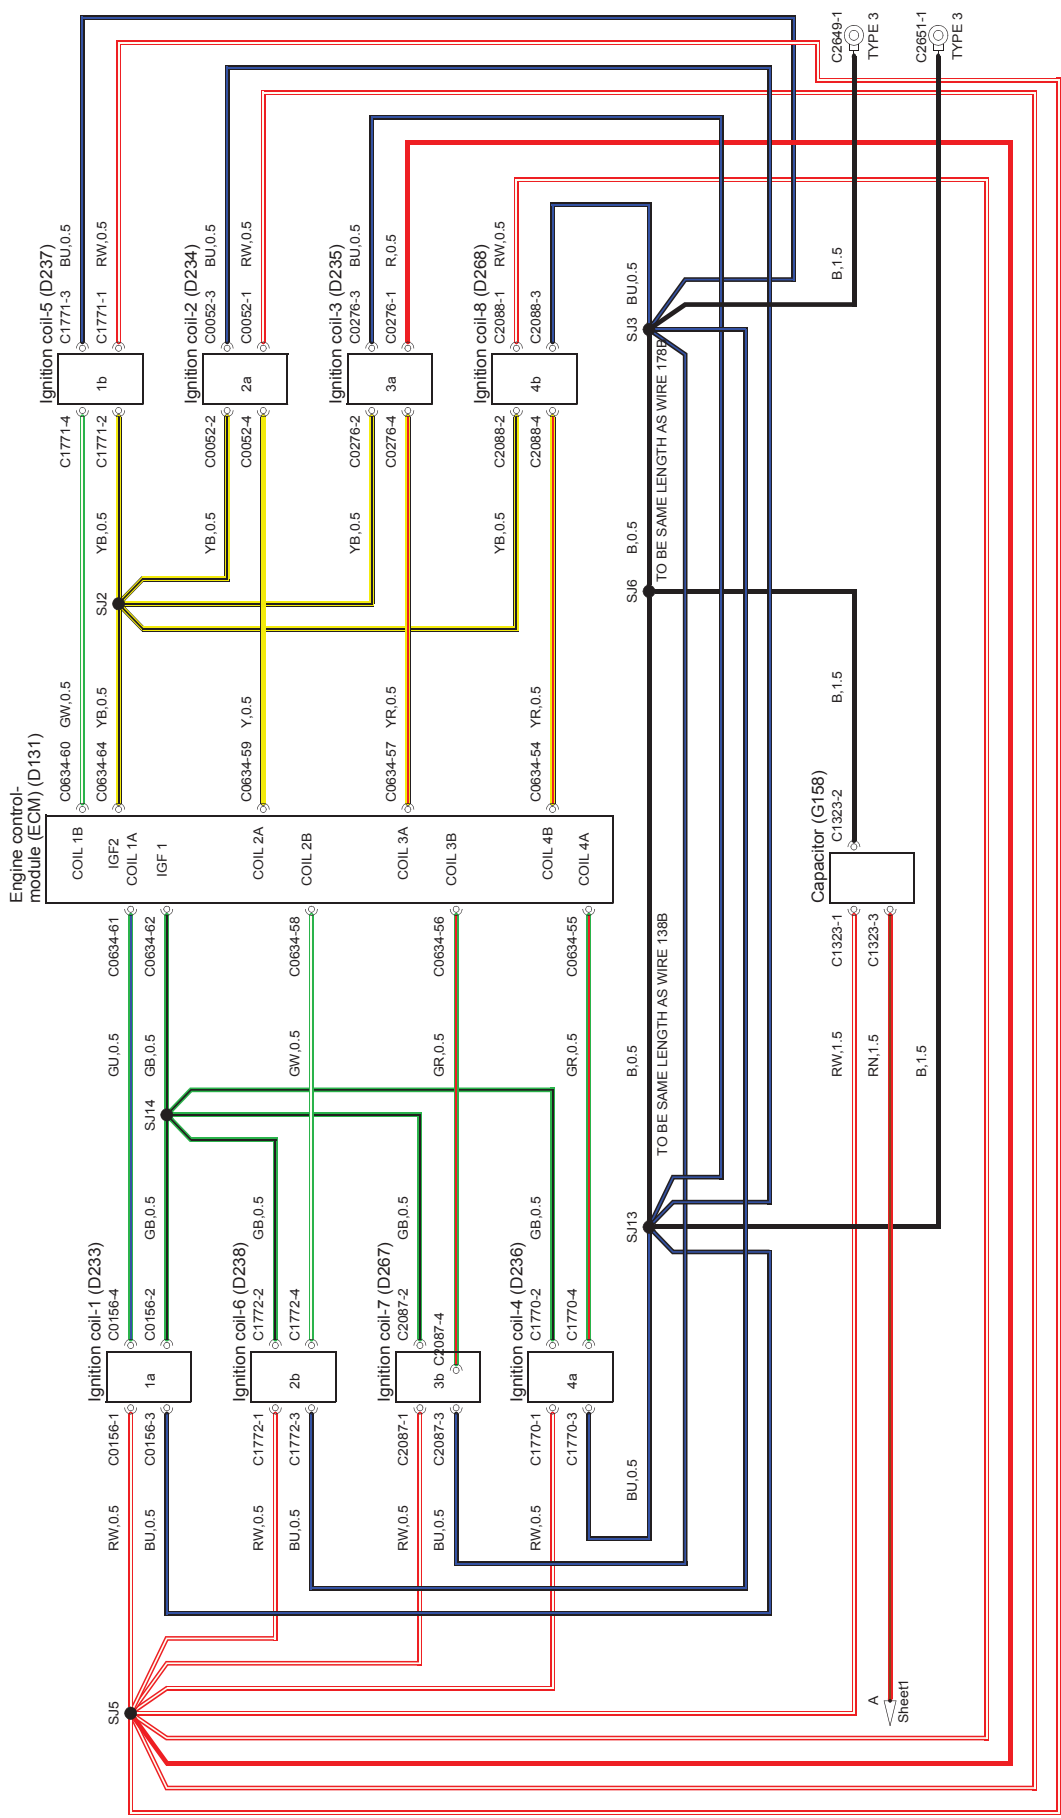 Engine control-
module (ECM) (D131)
Ignition coil-5 (D237)
C1771-3 BU,0.5
C1771-1 RW,0.5
1b
C1771-4
C1771-2
YB,0.5
Ignition coil-2 (D234)
C0052-3 BU,0.5
C0052-1 RW,0.5
2a
C0052-2
C0052-4
YB,0.5
Ignition coil-3 (D235)
C0276-3 BU,0.5
C0276-1 R,0.5
3a
C0276-2
C0276-4
YB,0.5
Ignition coil-8 (D268)
C2088-1 RW,0.5
C2088-3
4b
C2088-2
C2088-4
YB,0.5
SJ2
C0634-60 GW,0.5
C0634-64 YB,0.5
C0634-59 Y,0.5
C0634-57 YR,0.5
C0634-54 YR,0.5
COIL 1B
IGF2
COIL 1A
IGF 1
COIL 2A
COIL 2B
COIL 3A
COIL 3B
COIL 4B
COIL 4A
C0634-61
C0634-62
C0634-58
C0634-56
C0634-55
GU,0.5
GB,0.5
GW,0.5
GR,0.5
GR,0.5
SJ14
GB,0.5
GB,0.5
GB,0.5
GB,0.5
Ignition coil-1 (D233)
C0156-4
C0156-2
1a
C0156-1
C0156-3
RW,0.5
BU,0.5
Ignition coil-6 (D238)
C1772-2
C1772-4
2b
C1772-1
C1772-3
RW,0.5
BU,0.5
Ignition coil-7 (D267)
C2087-2
C2087-4
3b
C2087-1
C2087-3
RW,0.5
BU,0.5
Ignition coil-4 (D236)
C1770-2
C1770-4
4a
C1770-1
C1770-3
RW,0.5
BU,0.5
SJ5
BU,0.5
SJ3
TO BE SAME LENGTH AS WIRE 178B
B,0.5
SJ6
B,0.5
TO BE SAME LENGTH AS WIRE 138B
SJ13
C2649-1
TYPE 3
C2651-1
TYPE 3
B,1.5
B,1.5
Capacitor (G158)
C1323-2
C1323-1
C1323-3
RW,1.5
RN,1.5
B,1.5
A
Sheet1